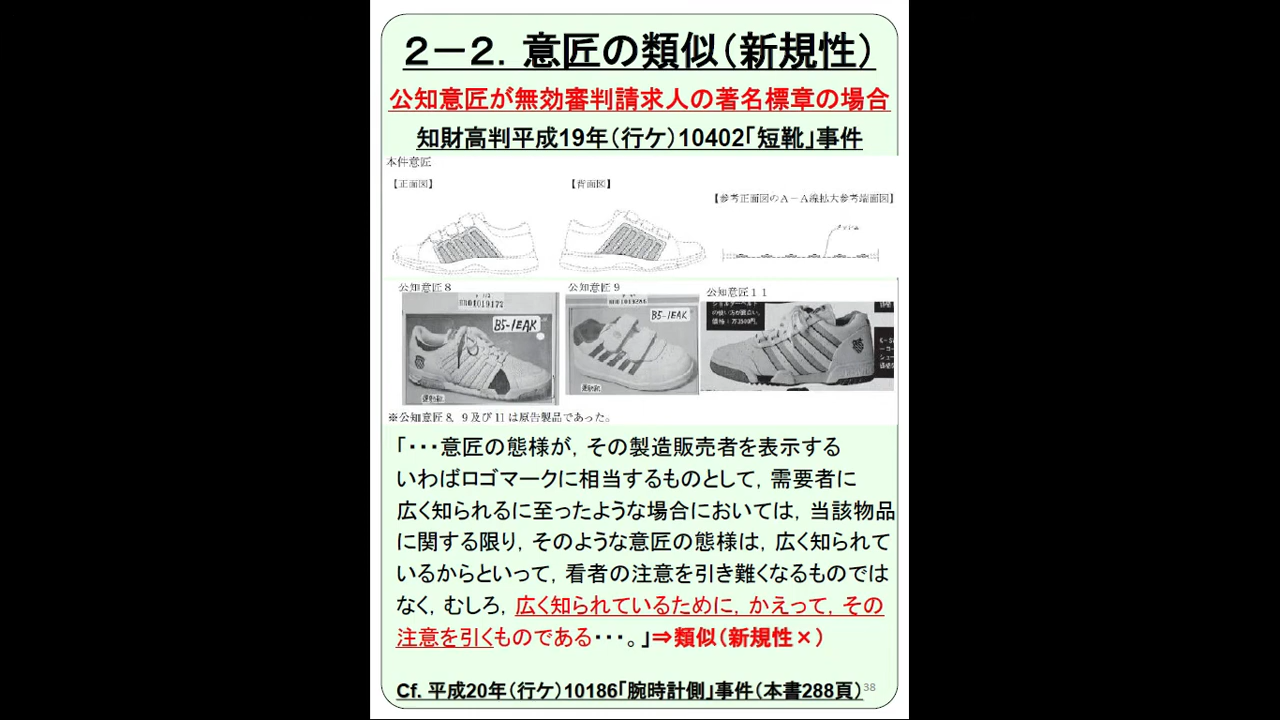 ２－２．意匠の類似（新規性）
公知意匠が無効審判請求人の著名標章の場合
知財高判平成19年（行ケ）10402「短靴」事件
本件意匠
【正面図】
【背面図】
【参考正面図のＡ－Ａ線拡大参考端面図】
公知意匠８
公知意匠９
公知意匠１１
HD01019172
B5-1EAK
B5-1EAK
運動靴
運動靴
※公知意匠８，９及び11は原告製品であった。
「・・・意匠の態様が，その製造販売者を表示する
いわばロゴマークに相当するものとして，需要者に
広く知られるに至ったような場合においては，当該物品
に関する限り，そのような意匠の態様は，広く知られて
いるからといって，看者の注意を引き難くなるものでは
なく，むしろ，広く知られているために，かえって，その
注意を引くものである・・・。」⇒類似（新規性×）
Cf. 平成20年（行ケ）10186「腕時計側」事件（本書288頁）
38